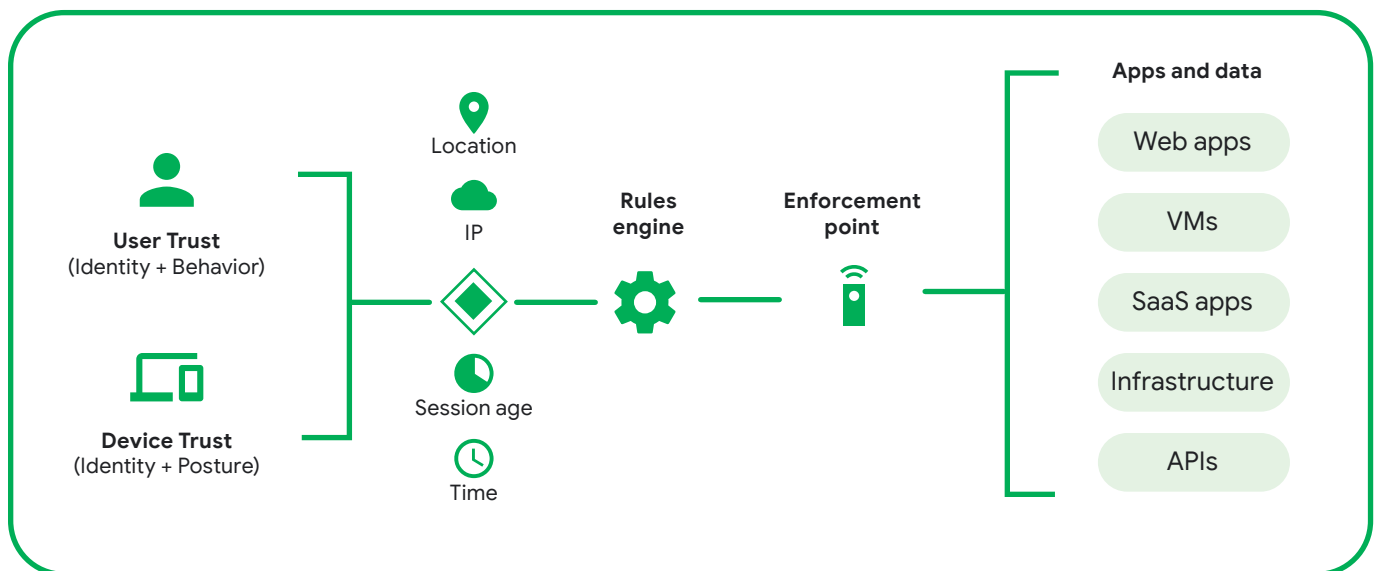 User Trust
(Identity + Behavior)
Device Trust
(Identity + Posture)
Location
IP
Session age
Time
Rules
engine
Enforcement
point
Apps and data
Web apps
VMs
SaaS apps
Infrastructure
APIs